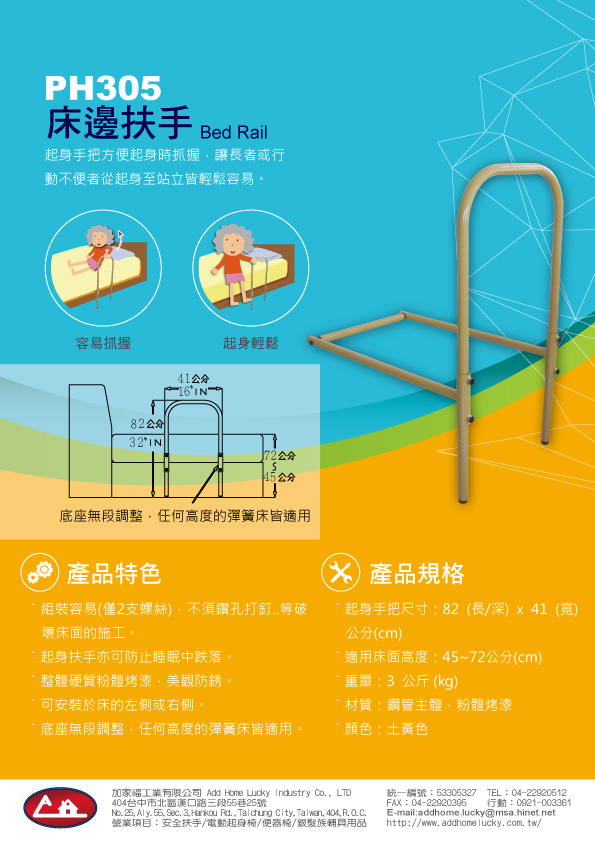 PH305
床邊扶手 Bed Rail
起身手把方便起身時抓握，讓長者或行
動不便者從起身至站立皆輕鬆容易。
容易抓握
起身輕鬆
41公分
16"IN
82公分
32"IN
72公分
45公分
底座無段調整，任何高度的彈簧床皆適用
產品特色
組裝容易(僅2支螺絲)，不須鑽孔打釘..等破
壞床面的施工。
起身扶手亦可防止睡眠中跌落。
整體硬質粉體烤漆，美觀防銹。
可安裝於床的左側或右側。
底座無段調整，任何高度的彈簧床皆適用。
產品規格
起身手把尺寸：82 (長/深) x 41 (寬)
公分(cm)
適用床面高度：45~72公分(cm)
重量：3 公斤 (kg)
材質：鋼管主體，粉體烤漆
顏色：土黃色
加家福工業有限公司 Add Home Lucky Industry Co., LTD
404台中市北區漢口路三段55巷25號
No.25,Aly.55,Sec.3,Hankou Rd.,Taichung City,Taiwan,404,R.O.C.
營業項目：安全扶手/電動起身椅/便器椅/銀髮族輔具用品
統一編號：53305327 TEL：04-22920512
FAX：04-22920395 行動：0921-003361
E-mail:addhome.lucky@msa.hinet.net
http://www.addhomelucky.com.tw/